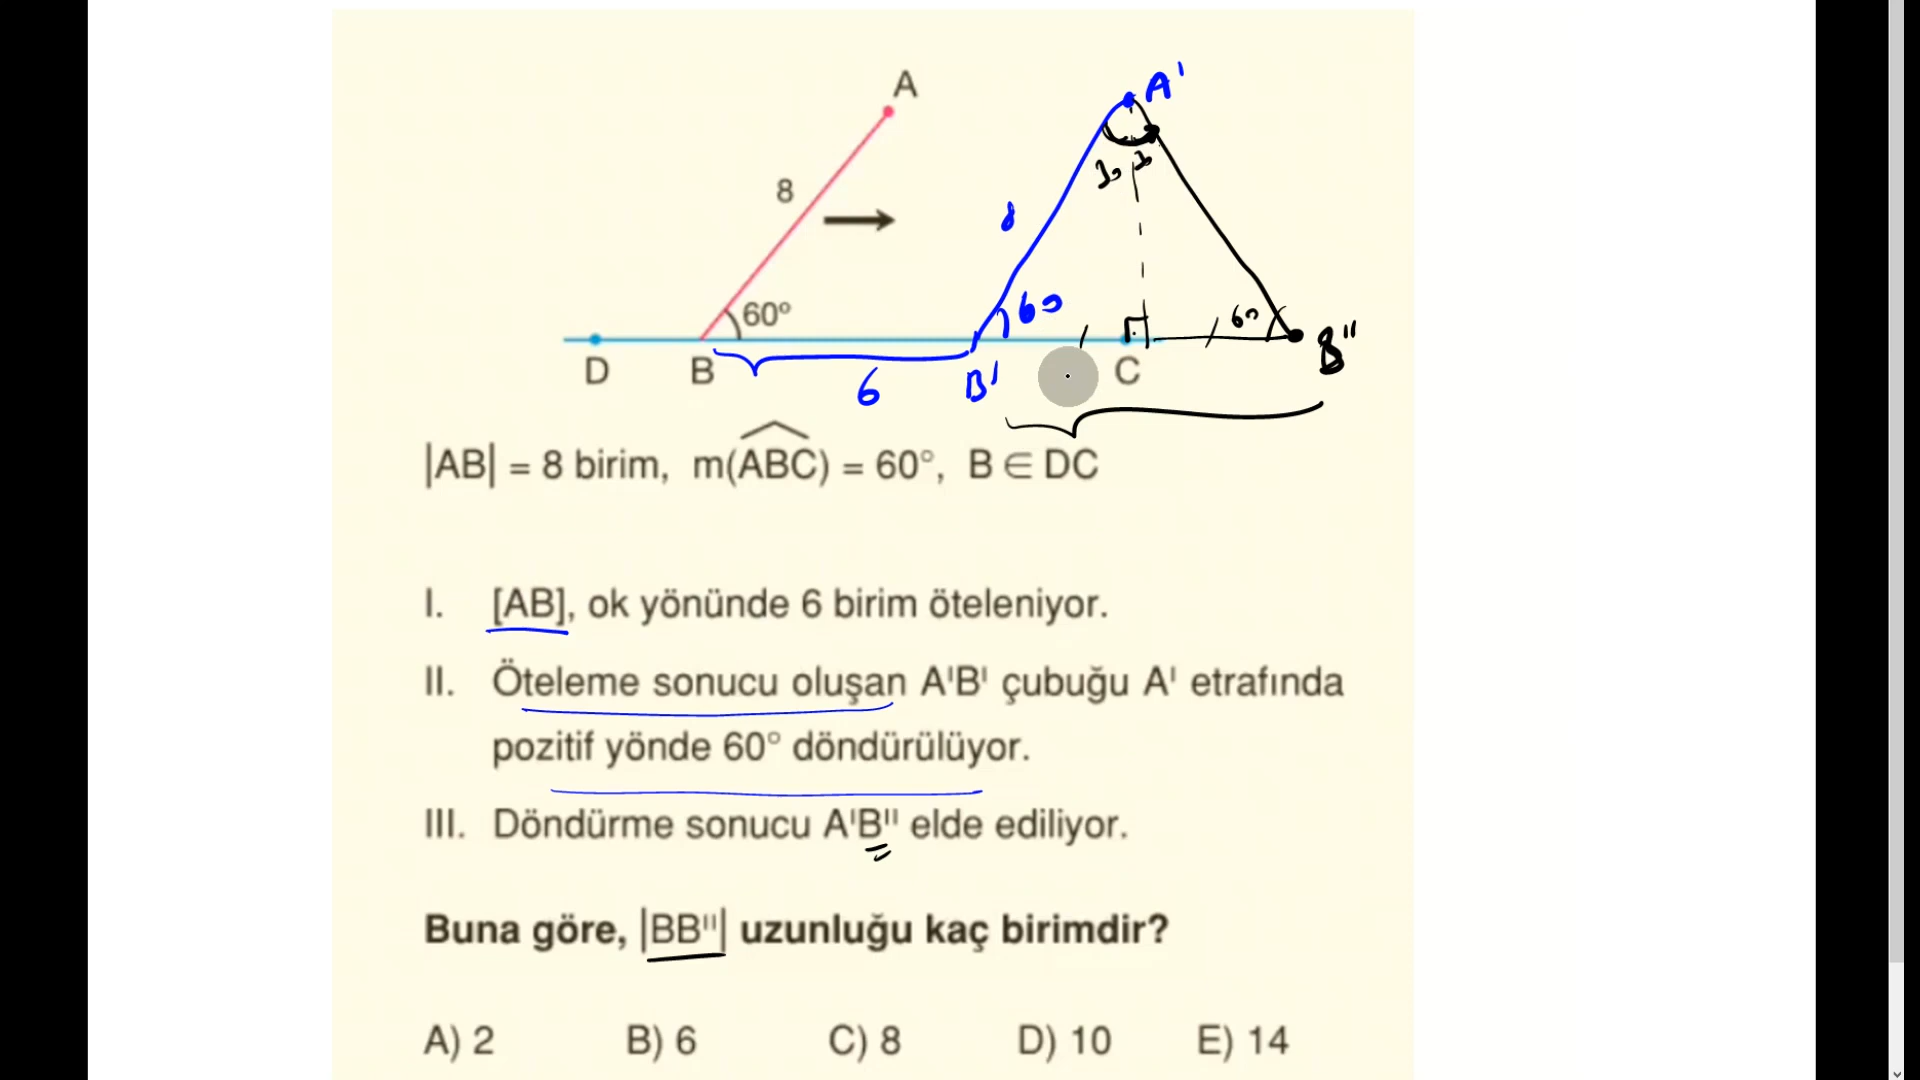 A
A'
8
8
30 30
60°
60
60
D
B
6
B'
C
B''
|AB| = 8 birim, m(ABC) = 60°, B ∈ DC
I. [AB], ok yönünde 6 birim öteleniyor.
II. Öteleme sonucu oluşan A'B' çubuğu A' etrafında
pozitif yönde 60° döndürülüyor.
III. Döndürme sonucu A'B'' elde ediliyor.
Buna göre, |BB''| uzunluğu kaç birimdir?
A) 2 B) 6 C) 8 D) 10 E) 14